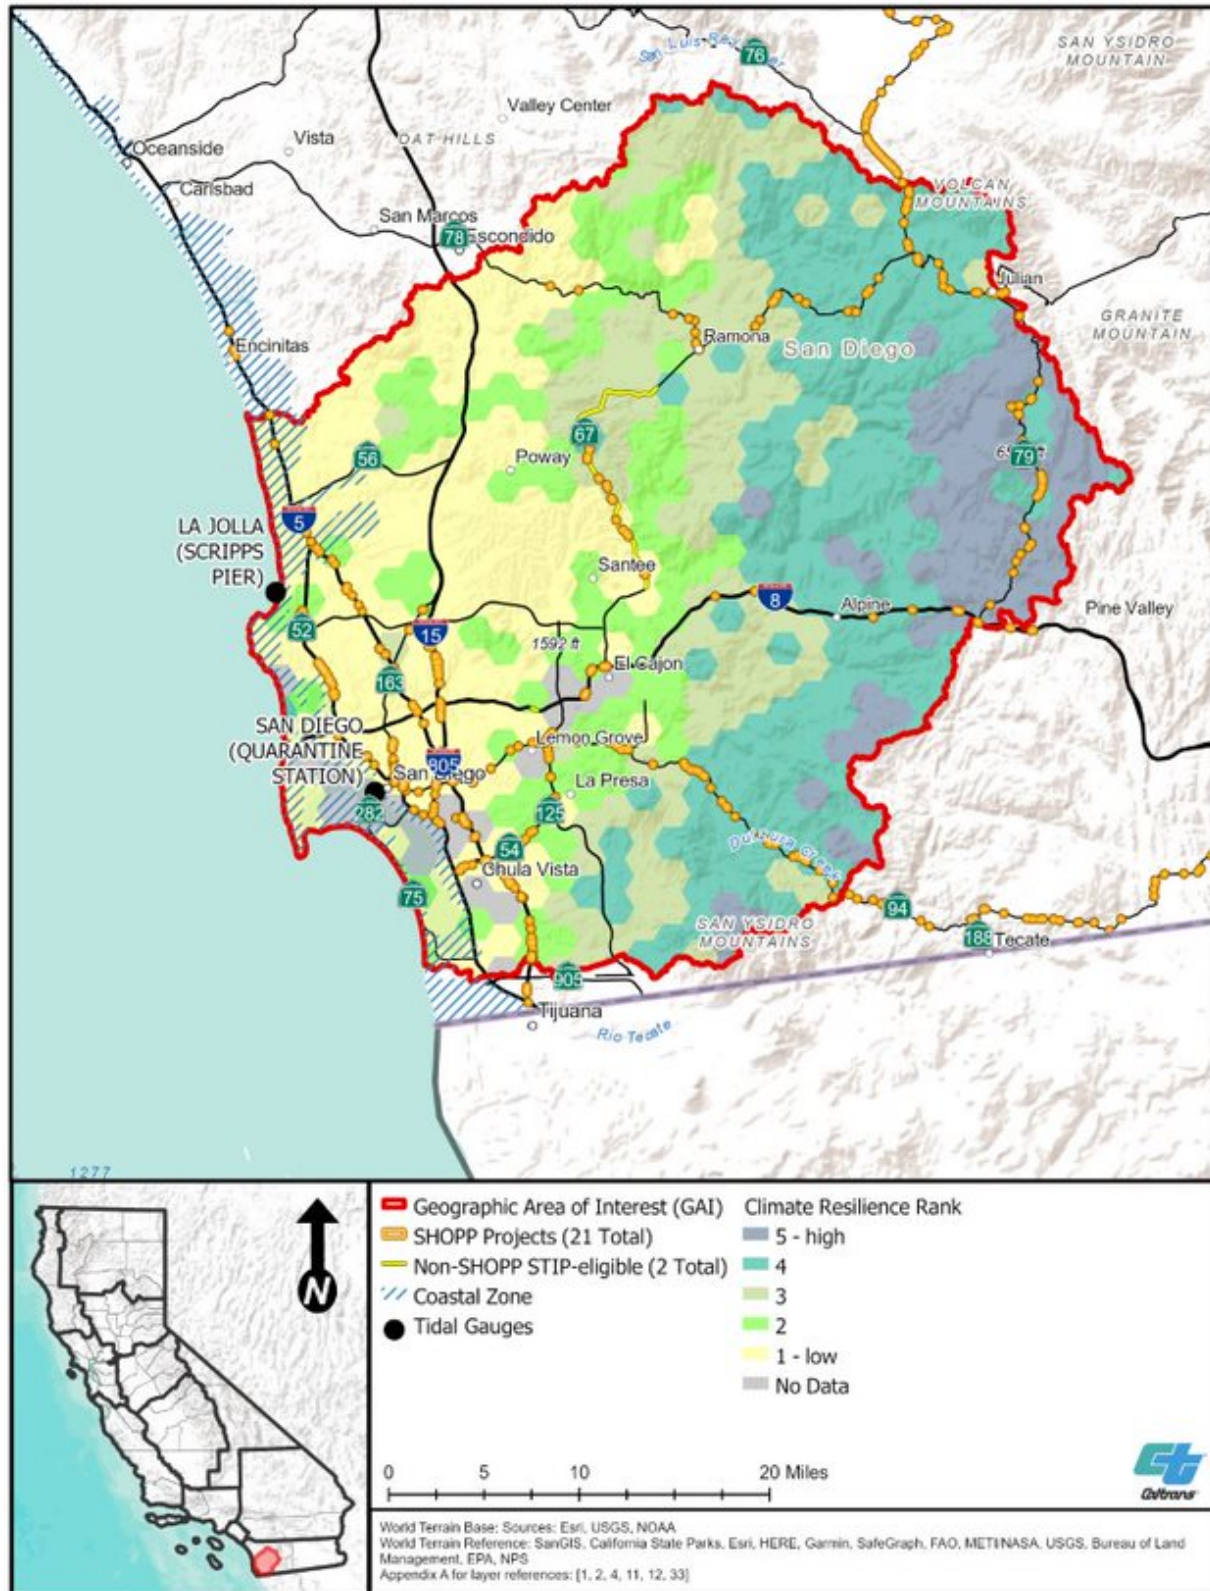 SAN YSIDRO
MOUNTAIN
San Luis Rey River
76
Valley Center
Vista
OAT HILLS
Oceanside
Carlsbad
VOLCAN
MOUNTAINS
San Marcos
78
Escondido
Julian
GRANITE
MOUNTAIN
Encinitas
Ramona
San Diego
67
56
Poway
79
5
LA JOLLA
(SCRIPPS
PIER)
Santee
8
Alpine
Pine Valley
52
15
1592 ft
El Cajon
163
SAN DIEGO
(QUARANTINE
STATION)
Lemon Grove
805
San Diego
La Presa
282
125
54
Dulzura Creek
Chula Vista
75
94
SAN YSIDRO
MOUNTAINS
188
Tecate
905
Tijuana
Rio Tecate
1277
N
Geographic Area of Interest (GAI)
SHOPP Projects (21 Total)
Non-SHOPP STIP-eligible (2 Total)
Coastal Zone
Tidal Gauges
Climate Resilience Rank
5 - high
4
3
2
1 - low
No Data
0 5 10 20 Miles
Caltrans
World Terrain Base: Sources: Esri, USGS, NOAA
World Terrain Reference: SanGIS, California State Parks, Esri, HERE, Garmin, SafeGraph, FAO, METI/NASA, USGS, Bureau of Land
Management, EPA, NPS
Appendix A for layer references: [1, 2, 4, 11, 12, 33]